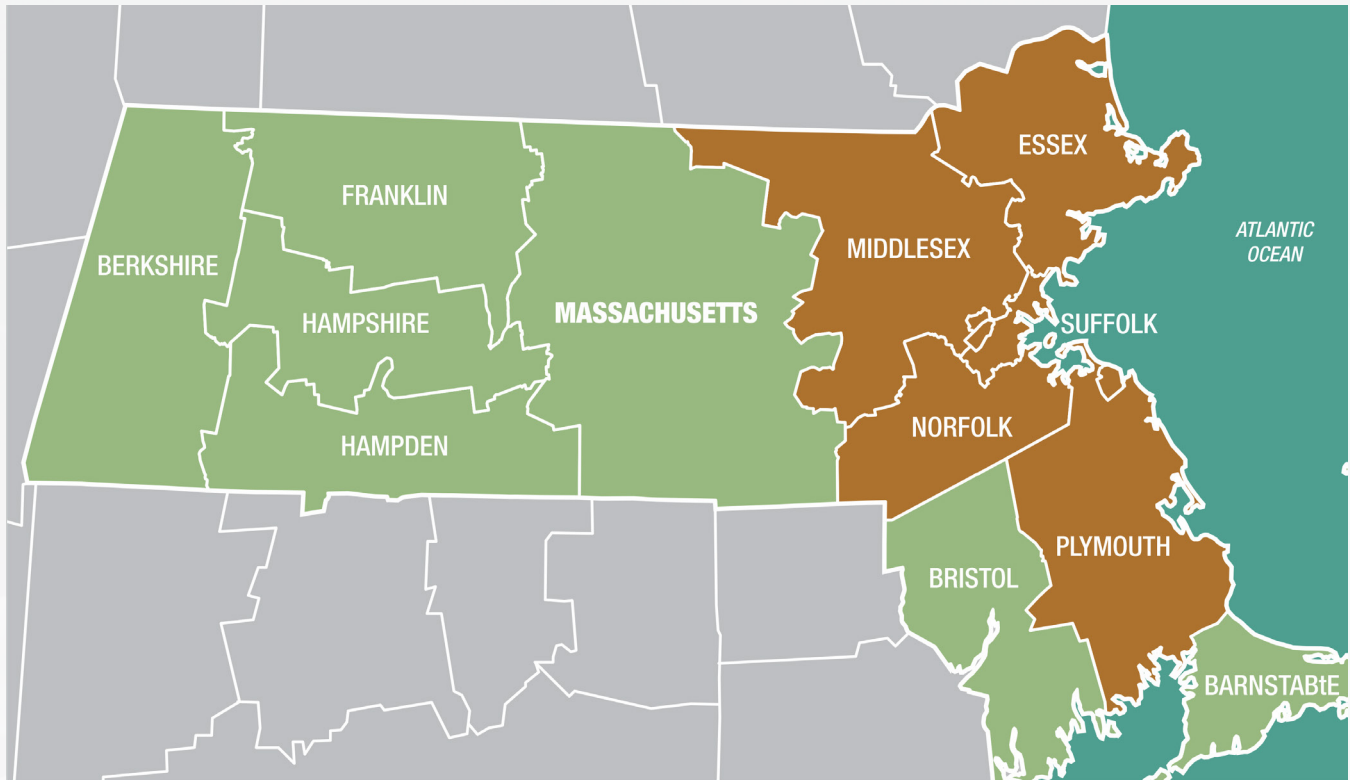 ESSEX
FRANKLIN
ATLANTIC
OCEAN
MIDDLESEX
BERKSHIRE
MASSACHUSETTS
HAMPSHIRE
SUFFOLK
NORFOLK
HAMPDEN
PLYMOUTH
BRISTOL
BARNSTABtE